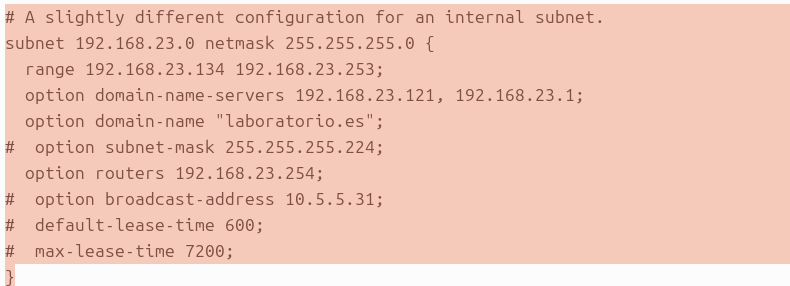 # A slightly different configuration for an internal subnet.
subnet 192.168.23.0 netmask 255.255.255.0 {
  range 192.168.23.134 192.168.23.253;
  option domain-name-servers 192.168.23.121, 192.168.23.1;
  option domain-name "laboratorio.es";
#  option subnet-mask 255.255.255.224;
  option routers 192.168.23.254;
#  option broadcast-address 10.5.5.31;
#  default-lease-time 600;
#  max-lease-time 7200;
}